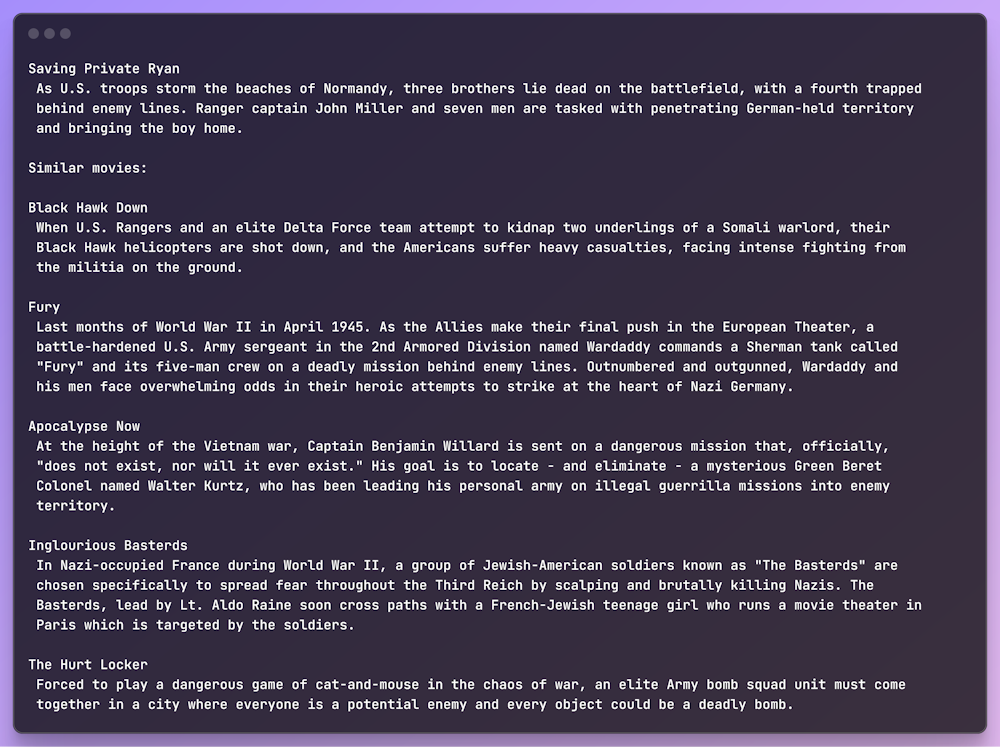 Saving Private Ryan
As U.S. troops storm the beaches of Normandy, three brothers lie dead on the battlefield, with a fourth trapped
behind enemy lines. Ranger captain John Miller and seven men are tasked with penetrating German-held territory
and bringing the boy home.
Similar movies:
Black Hawk Down
When U.S. Rangers and an elite Delta Force team attempt to kidnap two underlings of a Somali warlord, their
Black Hawk helicopters are shot down, and the Americans suffer heavy casualties, facing intense fighting from
the militia on the ground.
Fury
Last months of World War II in April 1945. As the Allies make their final push in the European Theater, a
battle-hardened U.S. Army sergeant in the 2nd Armored Division named Wardaddy commands a Sherman tank called
"Fury" and its five-man crew on a deadly mission behind enemy lines. Outnumbered and outgunned, Wardaddy and
his men face overwhelming odds in their heroic attempts to strike at the heart of Nazi Germany.
Apocalypse Now
At the height of the Vietnam war, Captain Benjamin Willard is sent on a dangerous mission that, officially,
"does not exist, nor will it ever exist." His goal is to locate - and eliminate - a mysterious Green Beret
Colonel named Walter Kurtz, who has been leading his personal army on illegal guerrilla missions into enemy
territory.
Inglourious Basterds
In Nazi-occupied France during World War II, a group of Jewish-American soldiers known as "The Basterds" are
chosen specifically to spread fear throughout the Third Reich by scalping and brutally killing Nazis. The
Basterds, lead by Lt. Aldo Raine soon cross paths with a French-Jewish teenage girl who runs a movie theater in
Paris which is targeted by the soldiers.
The Hurt Locker
Forced to play a dangerous game of cat-and-mouse in the chaos of war, an elite Army bomb squad unit must come
together in a city where everyone is a potential enemy and every object could be a deadly bomb.